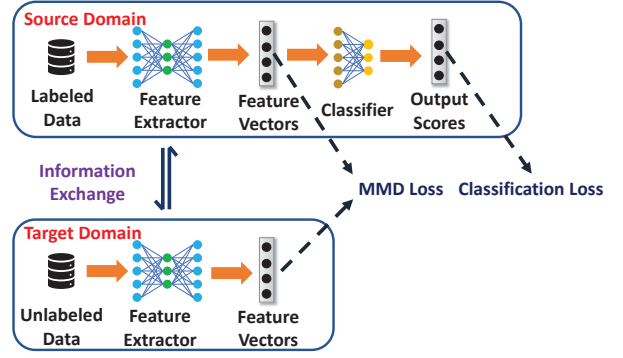 Source Domain
Labeled
Data
Feature
Extractor
Feature
Vectors
Classifier
Output
Scores
Information
Exchange
MMD Loss
Classification Loss
Target Domain
Unlabeled
Data
Feature
Extractor
Feature
Vectors